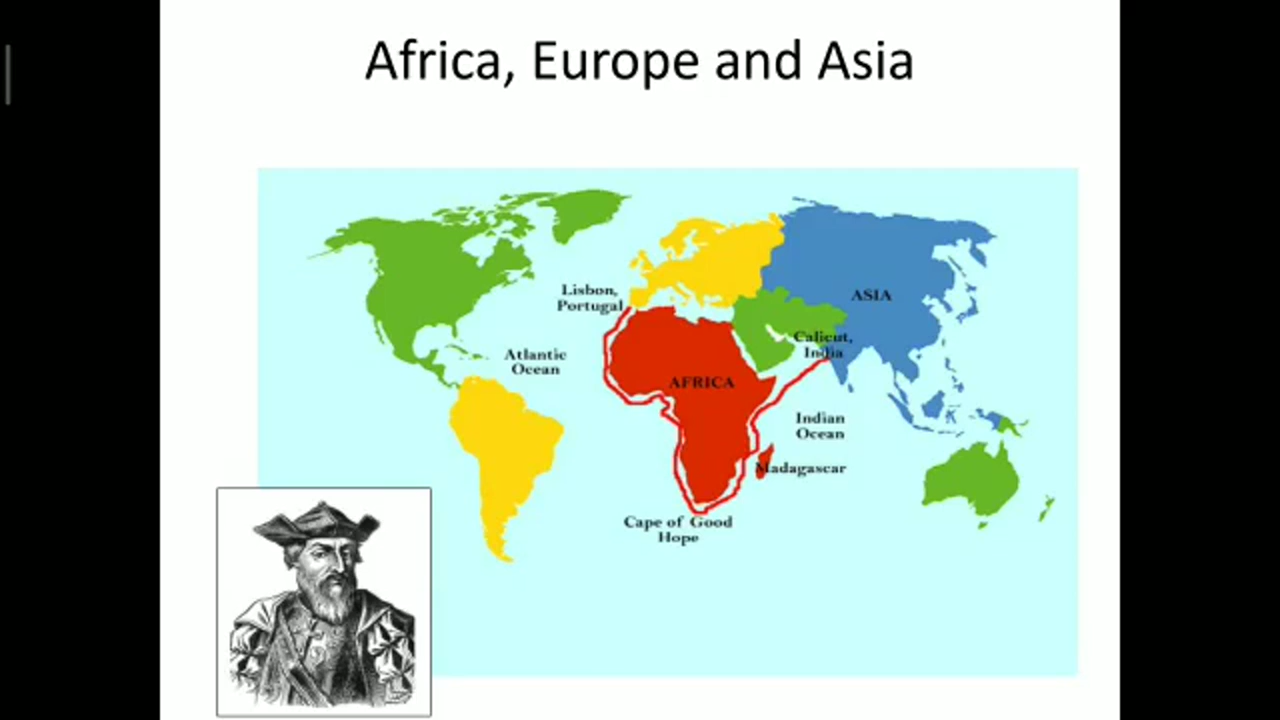 Africa, Europe and Asia
Lisbon,
Portugal
ASIA
Calicut,
India
Atlantic
Ocean
AFRICA
Indian
Ocean
Madagascar
Cape of Good
Hope